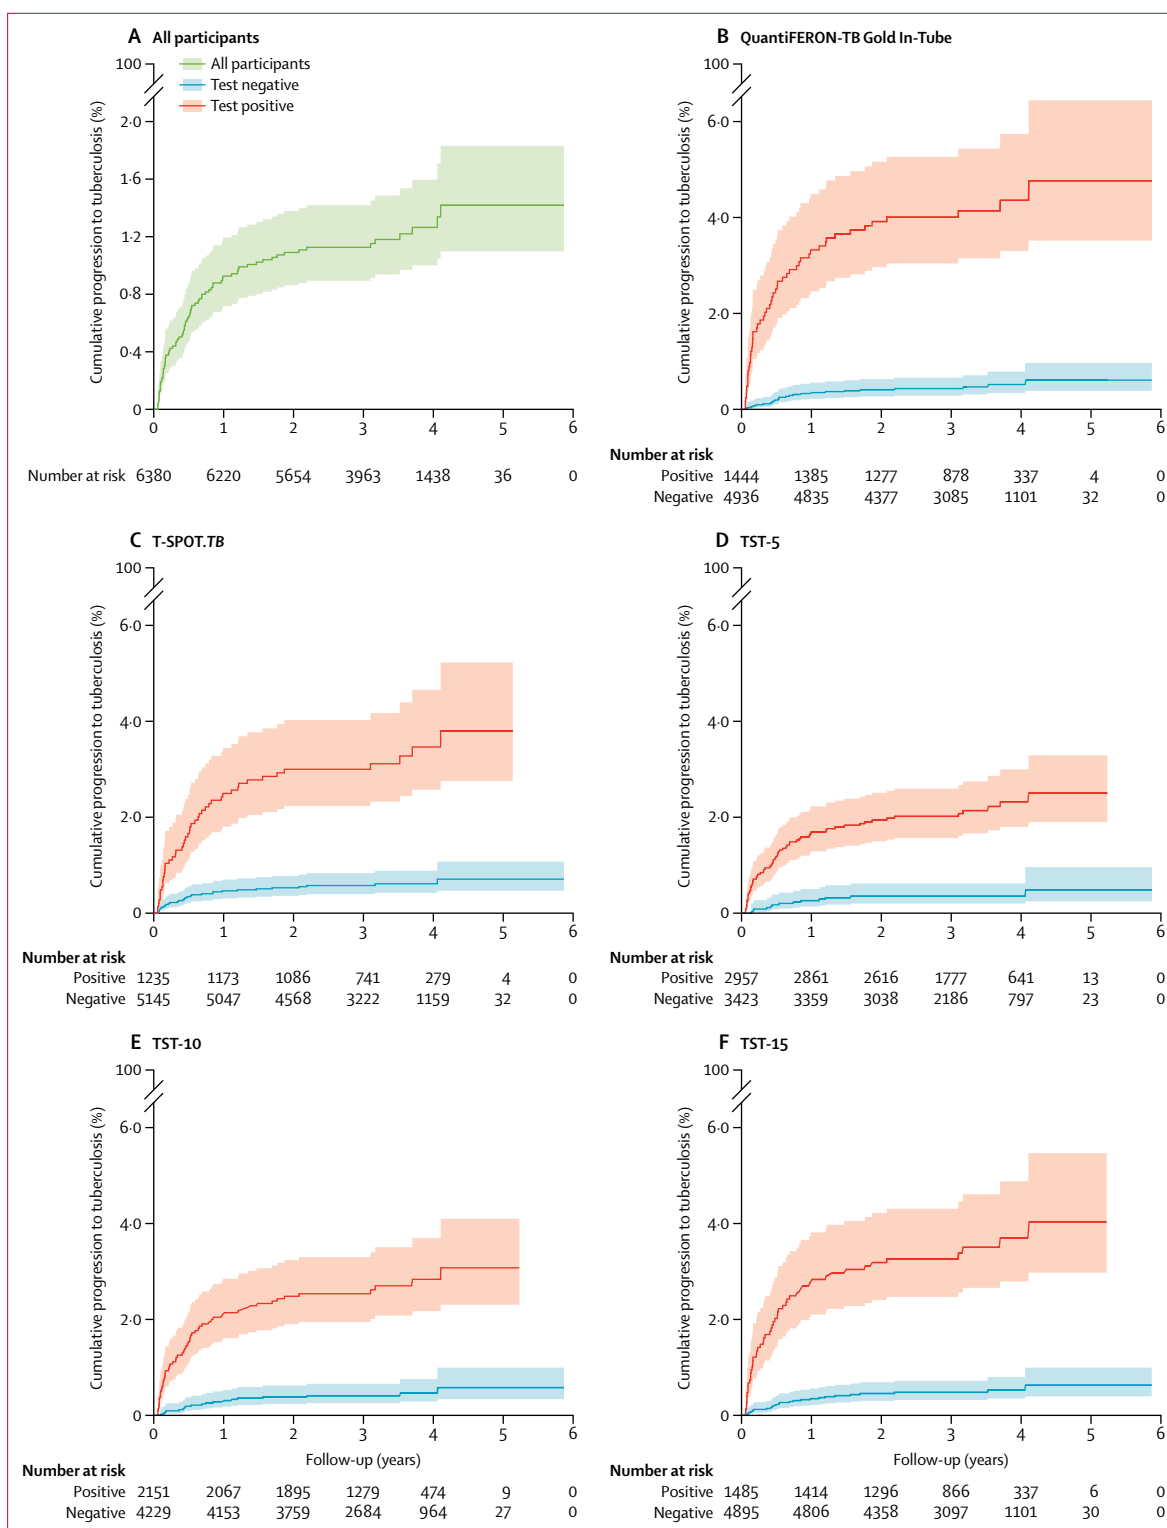 A All participants
All participants
Test negative
Test positive
Cumulative progression to tuberculosis (%)
100
2·0
1·6
1·2
0·8
0·4
0
0 1 2 3 4 5 6
Number at risk 6380 6220 5654 3963 1438 36 0
B QuantiFERON-TB Gold In-Tube
Cumulative progression to tuberculosis (%)
100
6·0
4·0
2·0
0
0 1 2 3 4 5 6
Number at risk
Positive 1444 1385 1277 878 337 4 0
Negative 4936 4835 4377 3085 1101 32 0
C T-SPOT.TB
Cumulative progression to tuberculosis (%)
100
6·0
4·0
2·0
0
0 1 2 3 4 5 6
Number at risk
Positive 1235 1173 1086 741 279 4 0
Negative 5145 5047 4568 3222 1159 32 0
D TST-5
Cumulative progression to tuberculosis (%)
100
6·0
4·0
2·0
0
0 1 2 3 4 5 6
Number at risk
Positive 2957 2861 2616 1777 641 13 0
Negative 3423 3359 3038 2186 797 23 0
E TST-10
Cumulative progression to tuberculosis (%)
100
6·0
4·0
2·0
0
0 1 2 3 4 5 6
Follow-up (years)
Number at risk
Positive 2151 2067 1895 1279 474 9 0
Negative 4229 4153 3759 2684 964 27 0
F TST-15
Cumulative progression to tuberculosis (%)
100
6·0
4·0
2·0
0
0 1 2 3 4 5 6
Follow-up (years)
Number at risk
Positive 1485 1414 1296 866 337 6 0
Negative 4895 4806 4358 3097 1101 30 0